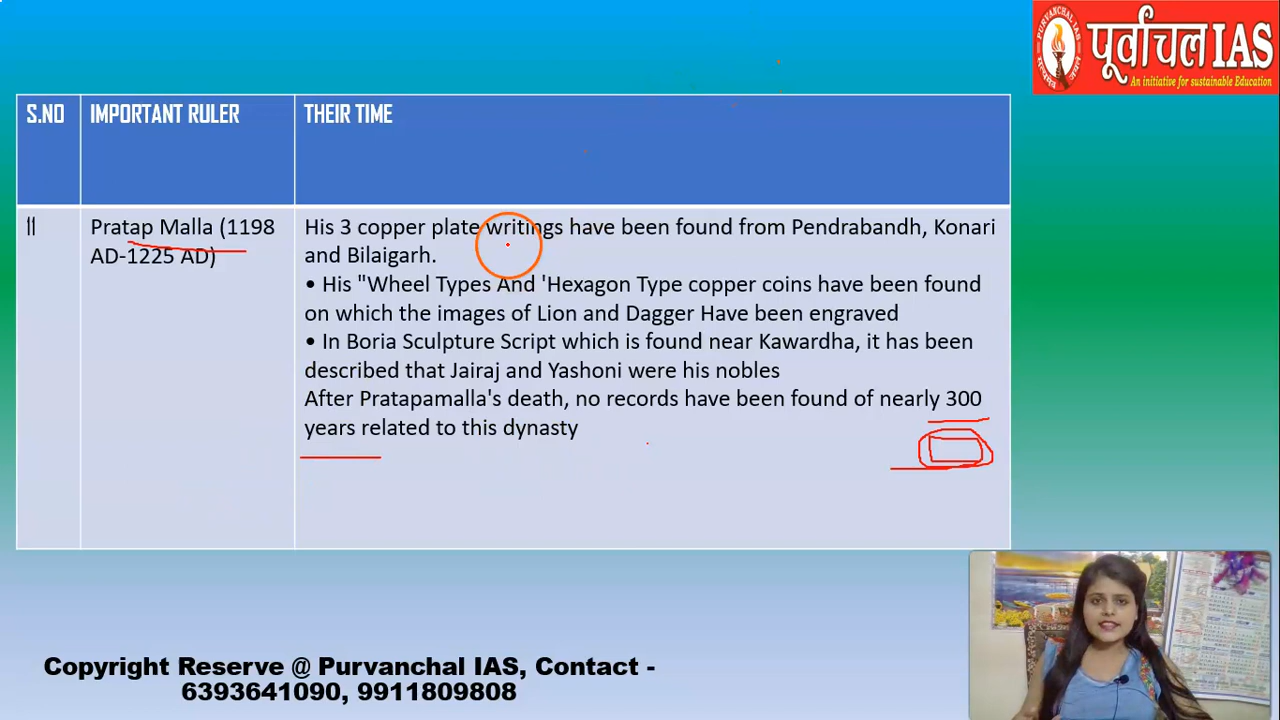 पूर्वांचल IAS
An initiative for sustainable Education
S.NO
IMPORTANT RULER
THEIR TIME
11
Pratap Malla (1198
AD-1225 AD)
His 3 copper plate writings have been found from Pendrabandh, Konari
and Bilaigarh.
• His "Wheel Types And 'Hexagon Type copper coins have been found
on which the images of Lion and Dagger Have been engraved
• In Boria Sculpture Script which is found near Kawardha, it has been
described that Jairaj and Yashoni were his nobles
After Pratapamalla's death, no records have been found of nearly 300
years related to this dynasty
Copyright Reserve @ Purvanchal IAS, Contact -
6393641090, 9911809808